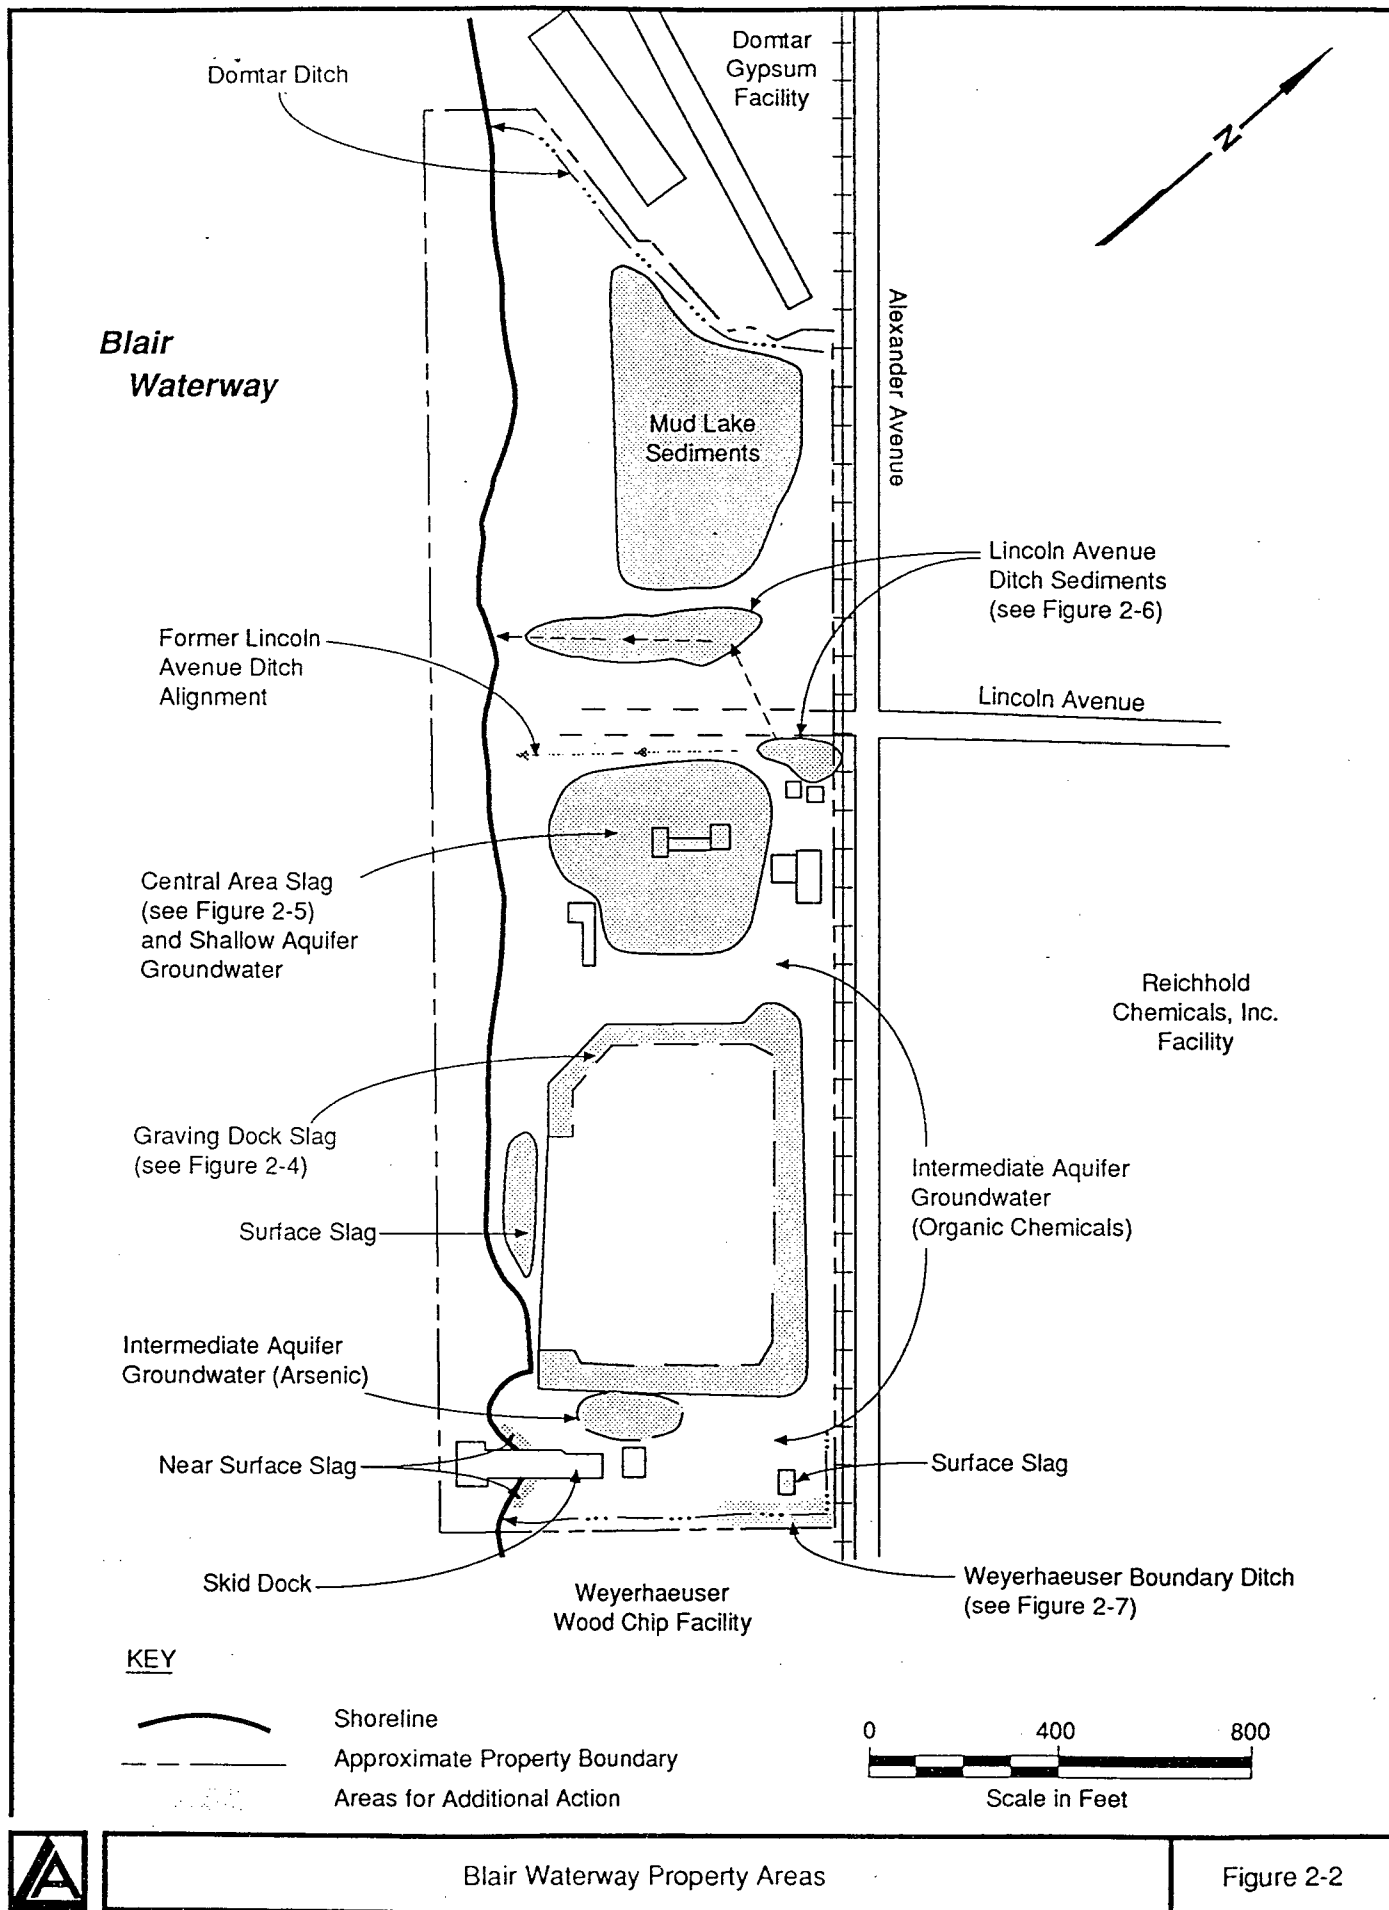 Domtar
Gypsum
Facility
Domtar Ditch
N
Alexander Avenue
Blair
Waterway
Mud Lake
Sediments
Lincoln Avenue
Ditch Sediments
(see Figure 2-6)
Former Lincoln
Avenue Ditch
Alignment
Lincoln Avenue
Central Area Slag
(see Figure 2-5)
and Shallow Aquifer
Groundwater
Reichhold
Chemicals, Inc.
Facility
Graving Dock Slag
(see Figure 2-4)
Intermediate Aquifer
Groundwater
(Organic Chemicals)
Surface Slag
Intermediate Aquifer
Groundwater (Arsenic)
Near Surface Slag
Surface Slag
Skid Dock
Weyerhaeuser
Wood Chip Facility
Weyerhaeuser Boundary Ditch
(see Figure 2-7)
KEY
Shoreline
Approximate Property Boundary
Areas for Additional Action
0 400 800
Scale in Feet
Blair Waterway Property Areas
Figure 2-2